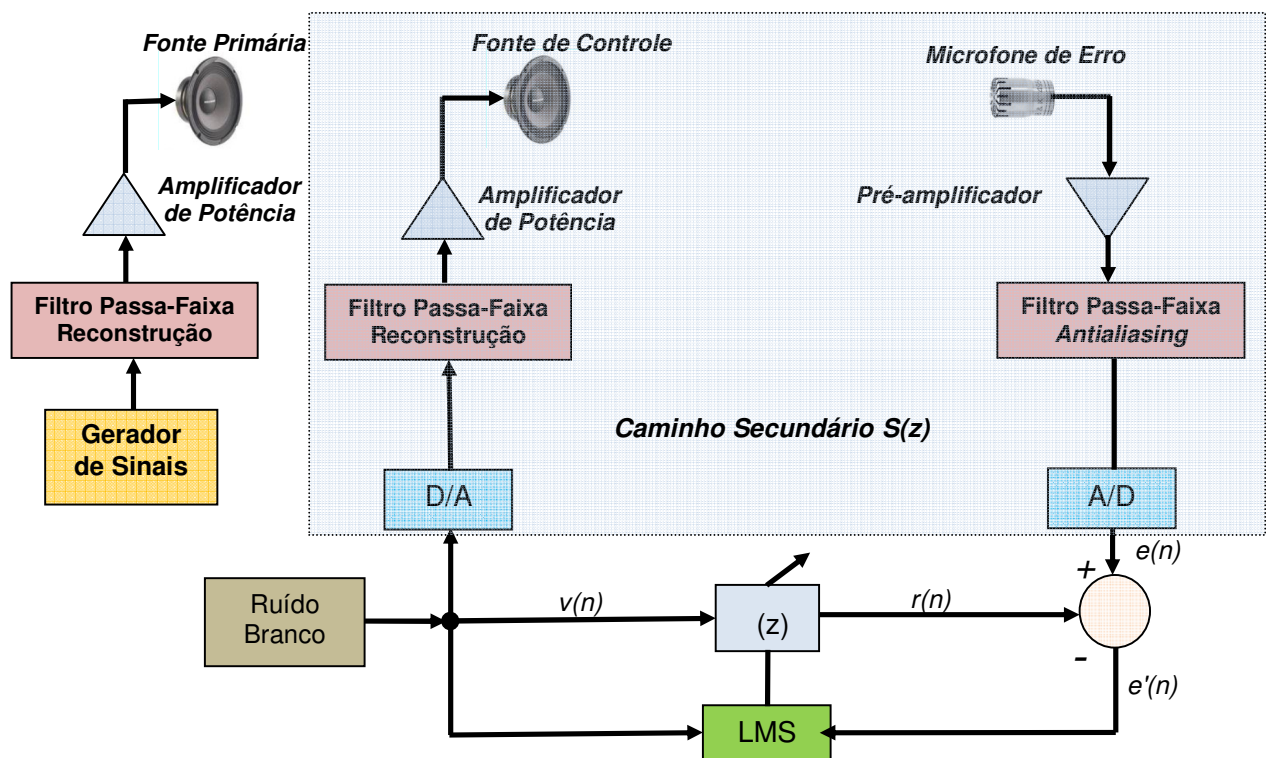 Fonte Primária
Fonte de Controle
Microfone de Erro
Amplificador
de Potência
Amplificador
de Potência
Pré-amplificador
Filtro Passa-Faixa
Reconstrução
Filtro Passa-Faixa
Reconstrução
Filtro Passa-Faixa
Antialiasing
Gerador
de Sinais
Caminho Secundário S(z)
D/A
A/D
e(n)
+
Ruído
Branco
v(n)
(z)
r(n)
-
e'(n)
LMS